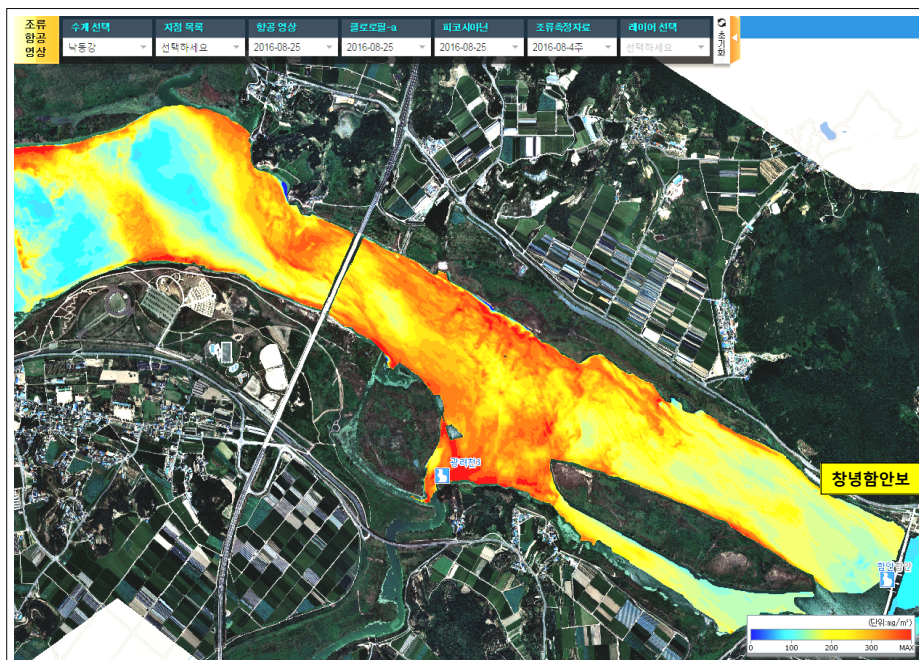 조류
항공
영상
수계 선택
지점 목록
항공 영상
클로로필-a
피코시아닌
조류측정자료
레이어 선택
낙동강
선택하세요
2016-08-25
2016-08-25
2016-08-25
2016-08-4주
선택하세요
초기화
광려천3
창녕함안보
(단위:mg/m³)
0 100 200 300 MAX